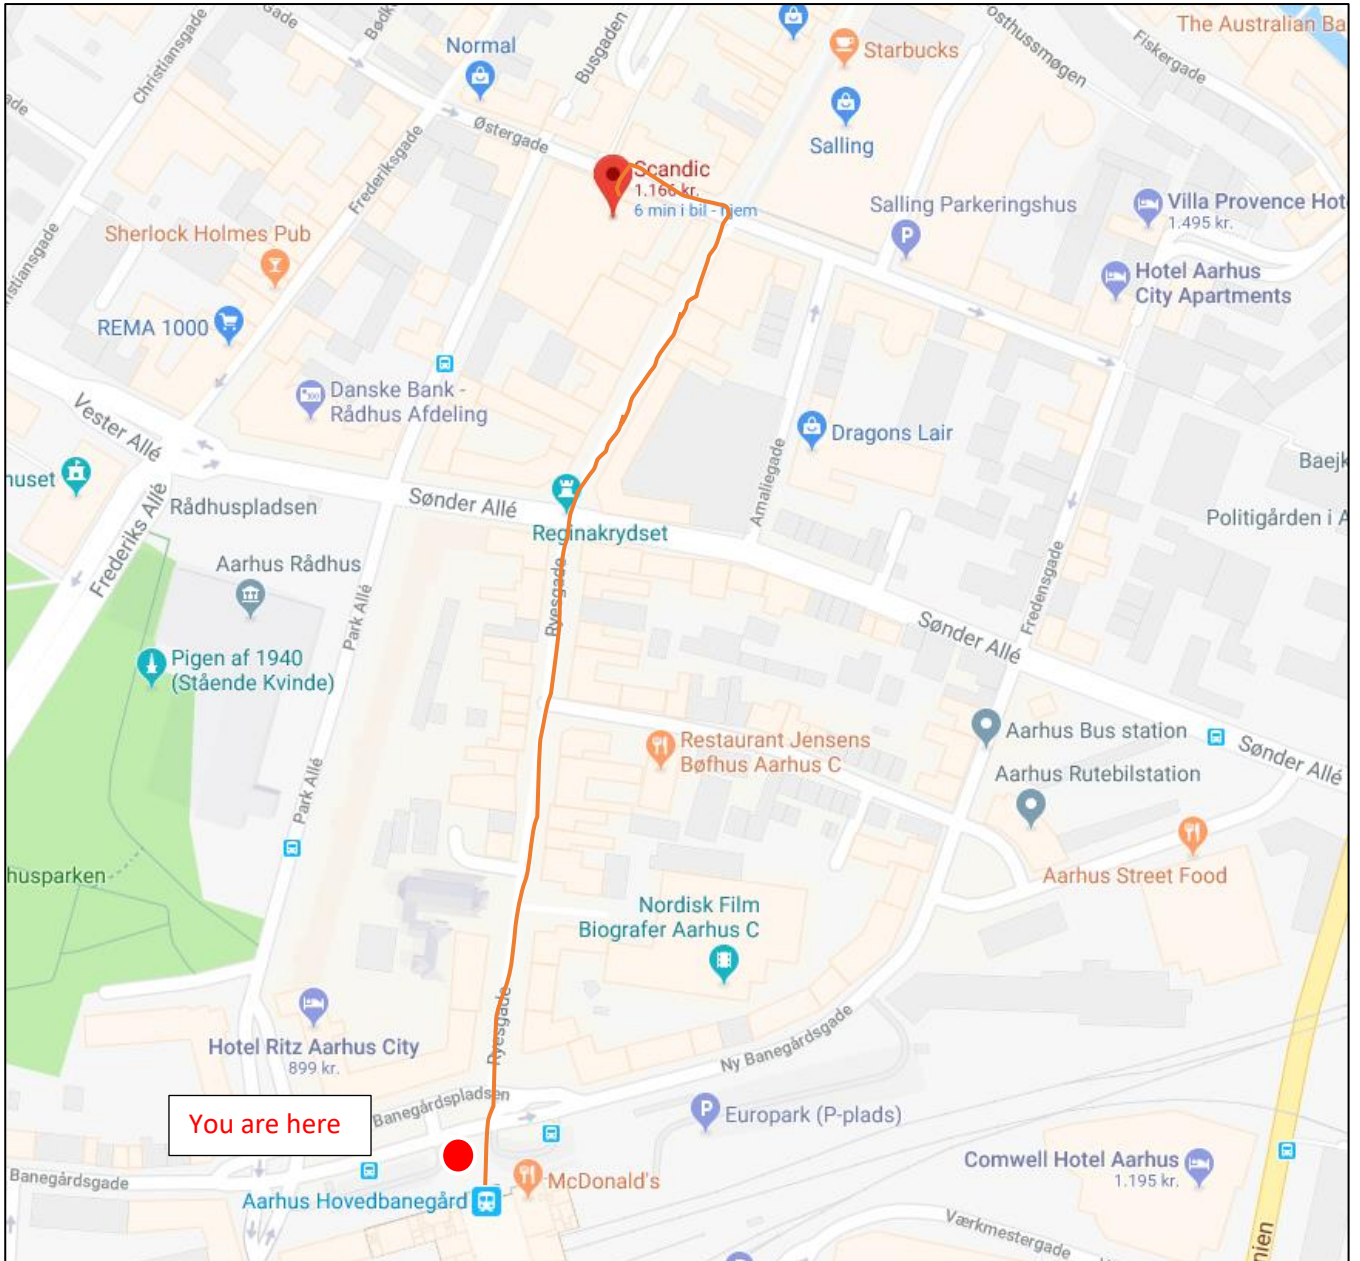 Gade
Bødk
Christiansgade
Normal
Busgaden
Starbucks
osthussmøgen
The Australian Ba
Fiskergade
ade
Østergade
Salling
Frederiksgade
Scandic
1.166 kr.
6 min i bil - hjem
Salling Parkeringshus
Villa Provence Hot
1.495 kr.
Sherlock Holmes Pub
ristiansgade
Hotel Aarhus
City Apartments
REMA 1000
Danske Bank -
Rådhus Afdeling
Vester Allé
Dragons Lair
Amaliegade
Baejk
huset
Rådhuspladsen
Sønder Allé
Reginakrydset
Politigården i A
Frederiks Allé
Aarhus Rådhus
Park Allé
Ryesgade
Fredensgade
Sønder Allé
Pigen af 1940
(Stående Kvinde)
Restaurant Jensens
Bøfhus Aarhus C
Aarhus Bus station
Sønder Allé
Aarhus Rutebilstation
Park Allé
husparken
Aarhus Street Food
Nordisk Film
Biografer Aarhus C
Ryesgade
Hotel Ritz Aarhus City
899 kr.
Ny Banegårdsgade
Banegårdspladsen
You are here
Europark (P-plads)
Banegårdsgade
McDonald's
Comwell Hotel Aarhus
1.195 kr.
Aarhus Hovedbanegård
Værkmestergade
nien